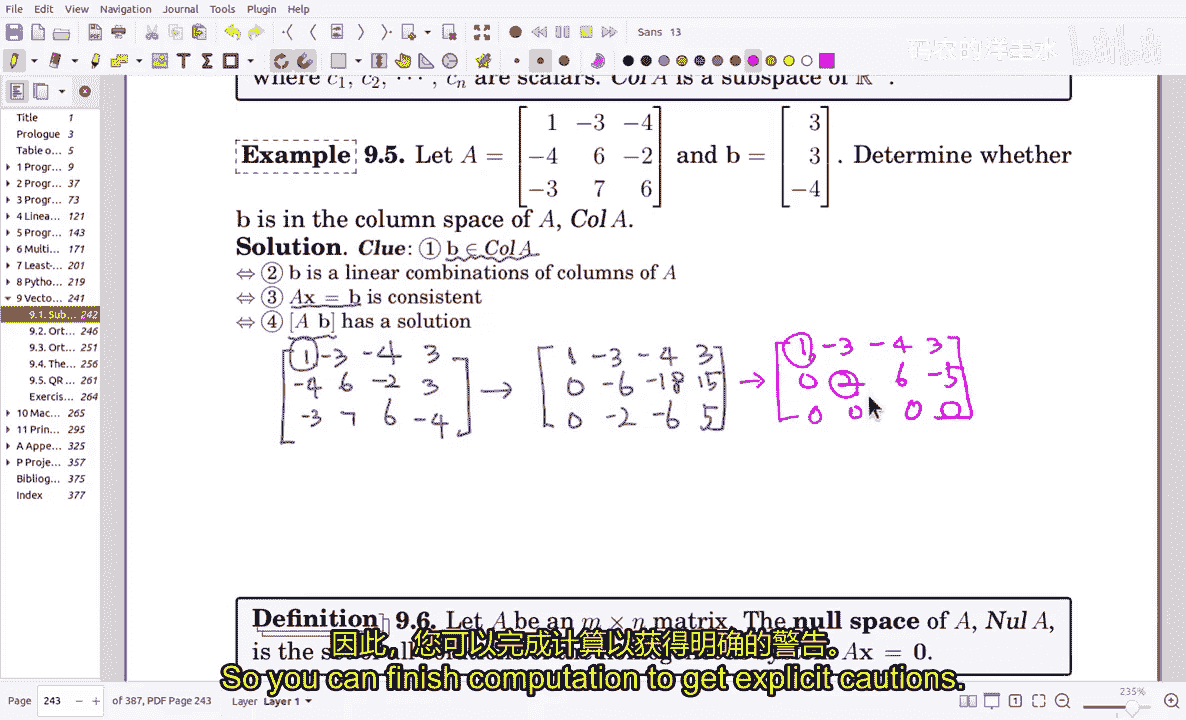 File Edit View Navigation Journal Tools Plugin Help
Sans 13
where c₁, c₂, ⋯, cₙ are scalars. Col A is a subspace of ℝ
Title 1
Prologue 3
Table o... 5
1 Progr... 9
2 Progr... 37
3 Progr... 73
4 Linea... 121
5 Progr... 143
6 Multi... 171
7 Least-... 201
8 Pytho... 219
9 Vecto... 241
9.1. Sub... 242
9.2. Ort... 246
9.3. Ort... 251
9.4. The... 256
9.5. QR ... 261
Exercis... 264
10 Mac... 265
11 Prin... 295
A Appe... 325
P Proje... 357
Bibliog... 375
Index 377
Example 9.5. Let A = [1 −3 −4 −4 6 −2 −3 7 6] and b = [3 3 −4]. Determine whether
b is in the column space of A, Col A.
Solution. Clue: ① b ∈ Col A
⇔ ② b is a linear combinations of columns of A
⇔ ③ Ax = b is consistent
⇔ ④ [A b] has a solution
1 -3 -4 3 → 1 -3 -4 3 → 1 -3 -4 3
-4 6 -2 3 0 -6 -18 15 0 2 6 -5
-3 7 6 -4 0 -2 -6 5 0 0 0 0
Definition 9.6. Let A be an m × n matrix. The null space of A, Nul A,
is the Ax = 0.
因此，您可以完成计算以获得明确的警告。
So you can finish computation to get explicit cautions.
Page 243 of 387, PDF Page 243 Layer Layer 1 235%